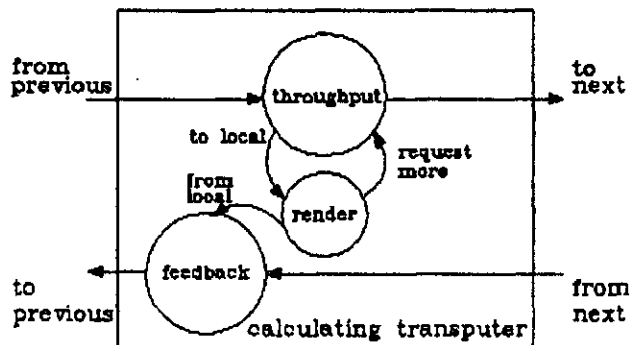 from
previous
throughput
to
next
to local
request
more
from
local
render
feedback
to
previous
from
next
calculating transputer